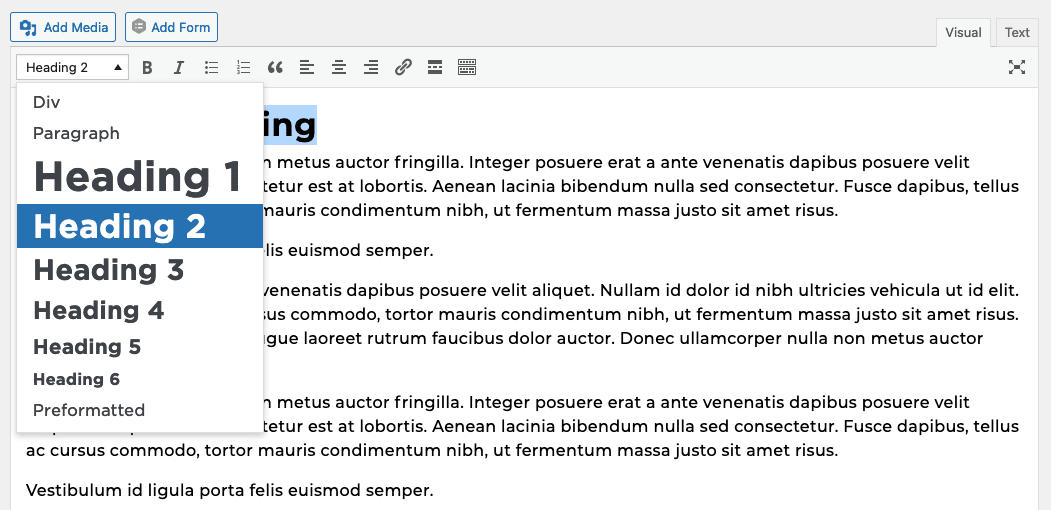 Add Media
Add Form
Visual
Text
Heading 2
Div
Paragraph
Heading 1
Heading 2
Heading 3
Heading 4
Heading 5
Heading 6
Preformatted
ing
metus auctor fringilla. Integer posuere erat a ante venenatis dapibus posuere velit
tetur est at lobortis. Aenean lacinia bibendum nulla sed consectetur. Fusce dapibus, tellus
mauris condimentum nibh, ut fermentum massa justo sit amet risus.
lis euismod semper.
venenatis dapibus posuere velit aliquet. Nullam id dolor id nibh ultricies vehicula ut id elit.
sus commodo, tortor mauris condimentum nibh, ut fermentum massa justo sit amet risus.
gue laoreet rutrum faucibus dolor auctor. Donec ullamcorper nulla non metus auctor
metus auctor fringilla. Integer posuere erat a ante venenatis dapibus posuere velit
tetur est at lobortis. Aenean lacinia bibendum nulla sed consectetur. Fusce dapibus, tellus
ac cursus commodo, tortor mauris condimentum nibh, ut fermentum massa justo sit amet risus.
Vestibulum id ligula porta felis euismod semper.